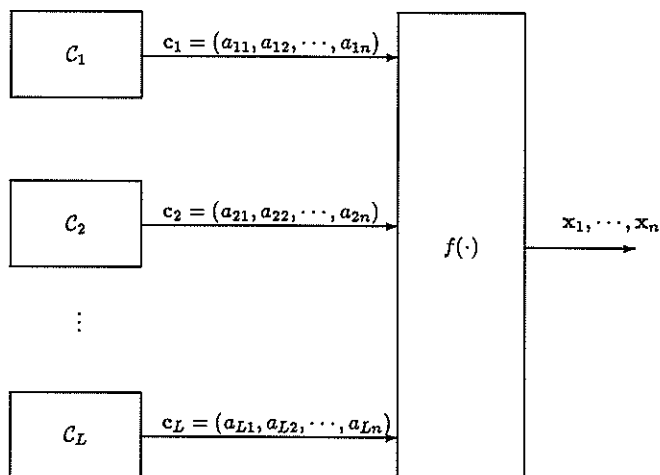 𝒞₁
c₁ = (a₁₁, a₁₂, ⋯, a₁ₙ)
𝒞₂
c₂ = (a₂₁, a₂₂, ⋯, a₂ₙ)
f(·)
x₁, ⋯, xₙ
⋮
𝒞_L
c_L = (a_{L1}, a_{L2}, ⋯, a_{Ln})